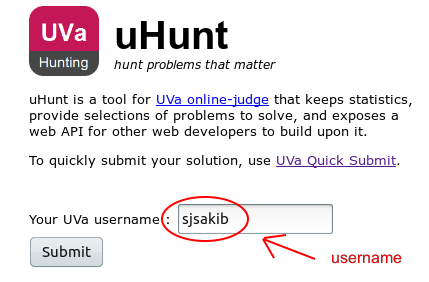 UVa
Hunting
uHunt
hunt problems that matter
uHunt is a tool for UVa online-judge that keeps statistics,
provide selections of problems to solve, and exposes a
web API for other web developers to build upon it.
To quickly submit your solution, use UVa Quick Submit.
Your UVa username : sjsakib
username
Submit